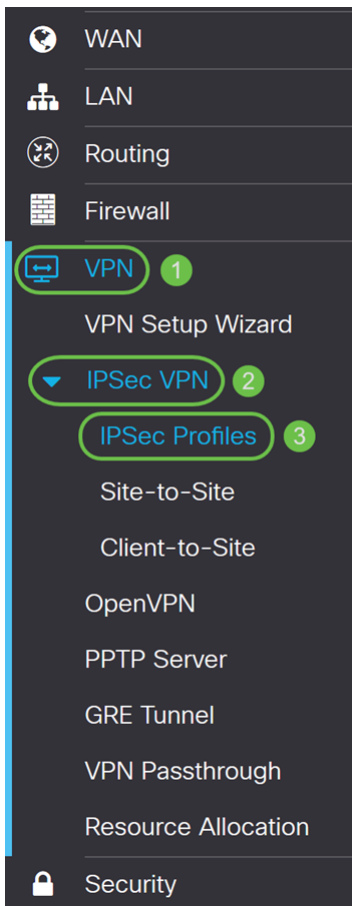 WAN
LAN
Routing
Firewall
VPN 1
VPN Setup Wizard
IPSec VPN 2
IPSec Profiles 3
Site-to-Site
Client-to-Site
OpenVPN
PPTP Server
GRE Tunnel
VPN Passthrough
Resource Allocation
Security